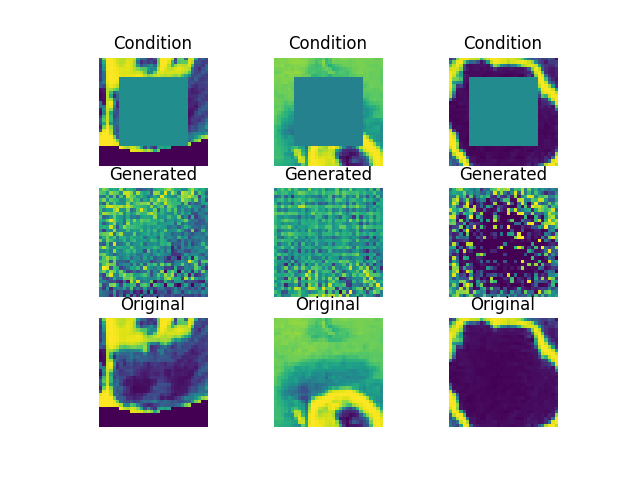 Condition Condition Condition
Generated Generated Generated
Original Original Original